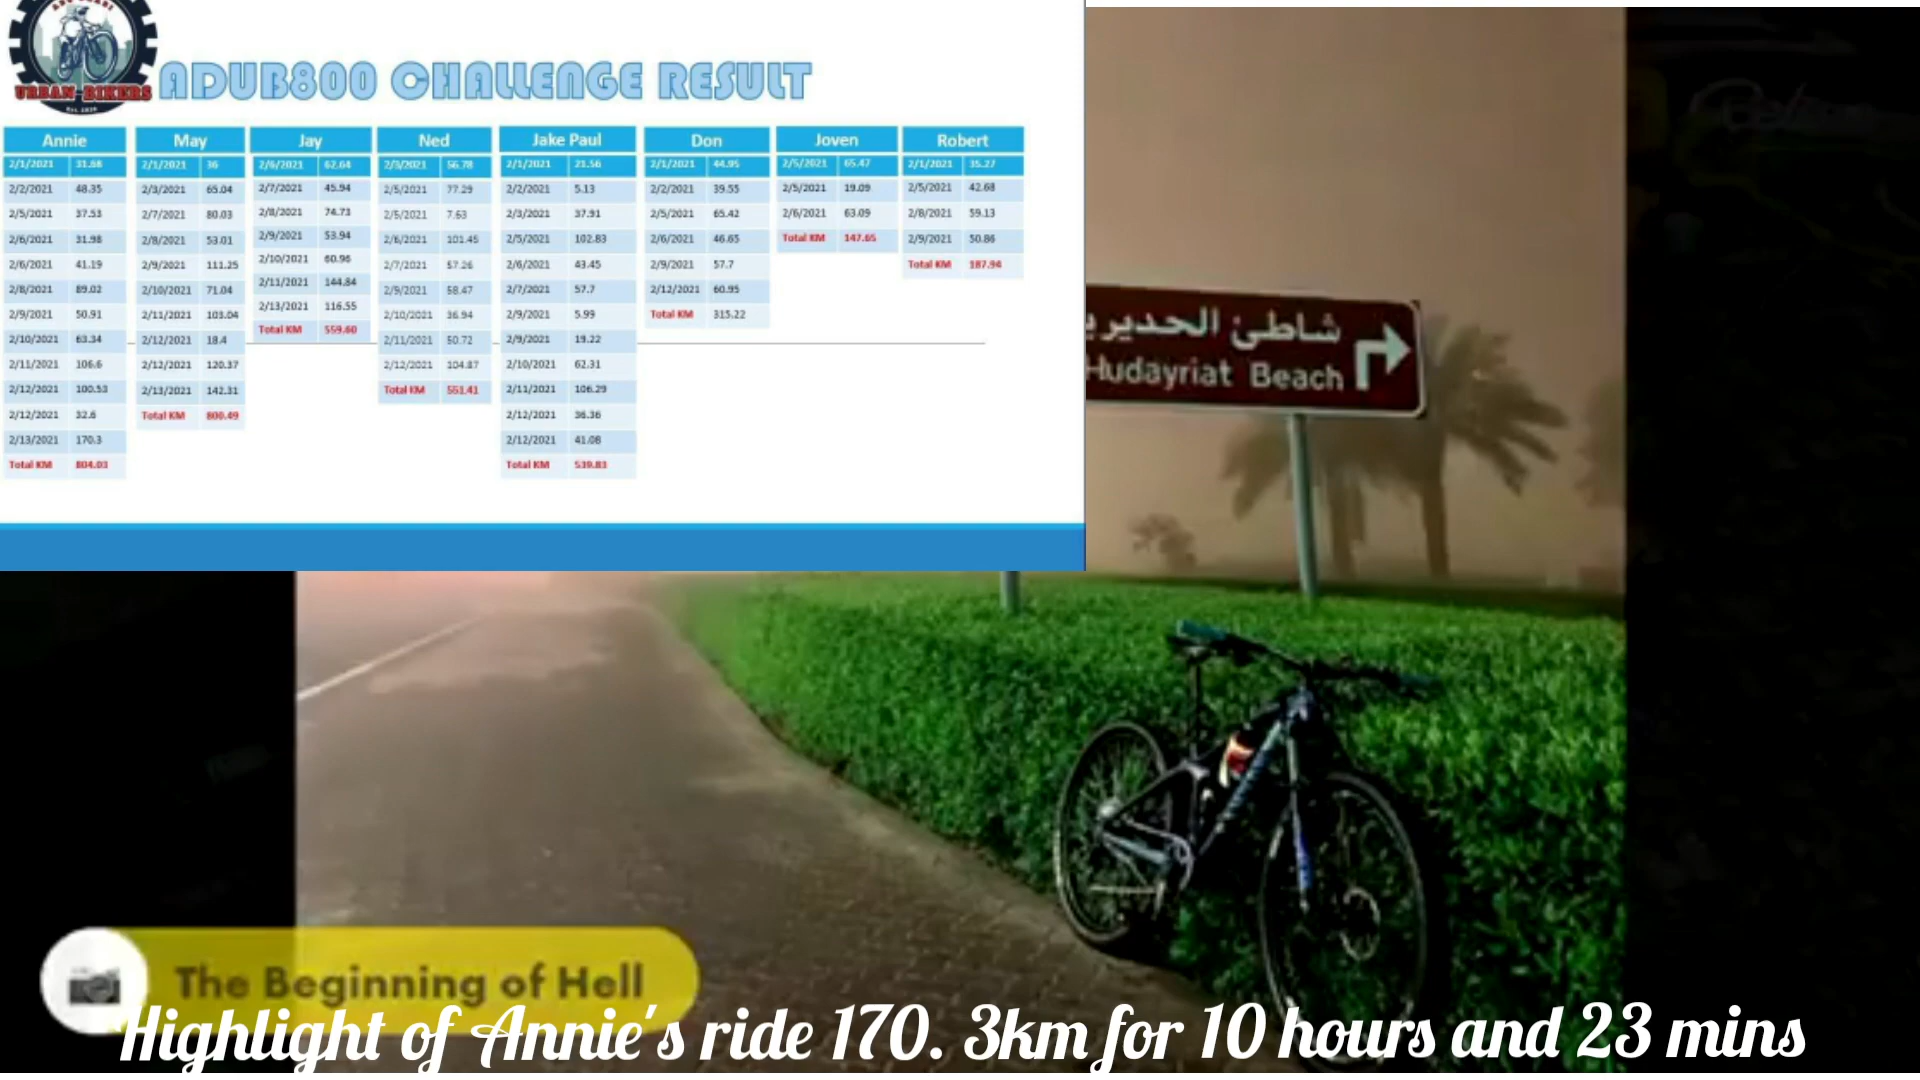 URBAN BIKERS
ADUB800 CHALLENGE RESULT
Annie May Jay Ned Jake Paul Don Joven Robert
2/1/2021 31.68 2/1/2021 36 2/6/2021 62.64 2/3/2021 56.78 2/1/2021 21.56 2/1/2021 44.95 2/5/2021 65.47 2/1/2021 35.27
2/2/2021 48.35 2/3/2021 65.04 2/7/2021 45.94 2/5/2021 77.29 2/2/2021 5.13 2/2/2021 39.55 2/5/2021 19.09 2/5/2021 42.68
2/5/2021 37.53 2/7/2021 80.03 2/8/2021 74.73 2/5/2021 7.63 2/3/2021 37.91 2/5/2021 65.42 2/6/2021 63.09 2/8/2021 59.13
2/6/2021 31.98 2/8/2021 53.01 2/9/2021 53.94 2/6/2021 101.45 2/5/2021 102.83 2/6/2021 46.65 Total KM 147.65 2/9/2021 50.86
2/6/2021 41.19 2/9/2021 111.25 2/10/2021 60.96 2/7/2021 57.26 2/6/2021 43.45 2/9/2021 57.7 Total KM 187.94
2/8/2021 89.02 2/10/2021 71.04 2/11/2021 144.84 2/9/2021 58.47 2/7/2021 57.7 2/12/2021 60.95
2/9/2021 50.91 2/11/2021 103.04 2/13/2021 116.55 2/10/2021 36.94 2/9/2021 5.99 Total KM 315.22
2/10/2021 63.34 2/12/2021 18.4 Total KM 559.60 2/11/2021 50.72 2/9/2021 19.22
2/11/2021 106.6 2/12/2021 120.37 2/12/2021 104.87 2/10/2021 62.31
2/12/2021 100.53 2/13/2021 142.31 Total KM 551.41 2/11/2021 106.29
2/12/2021 32.6 Total KM 800.49 2/12/2021 36.36
2/13/2021 170.3 2/12/2021 41.08
Total KM 804.03 Total KM 539.83
شاطئ الحديري
Hudayriat Beach
The Beginning of Hell
Highlight of Annie's ride 170. 3km for 10 hours and 23 mins